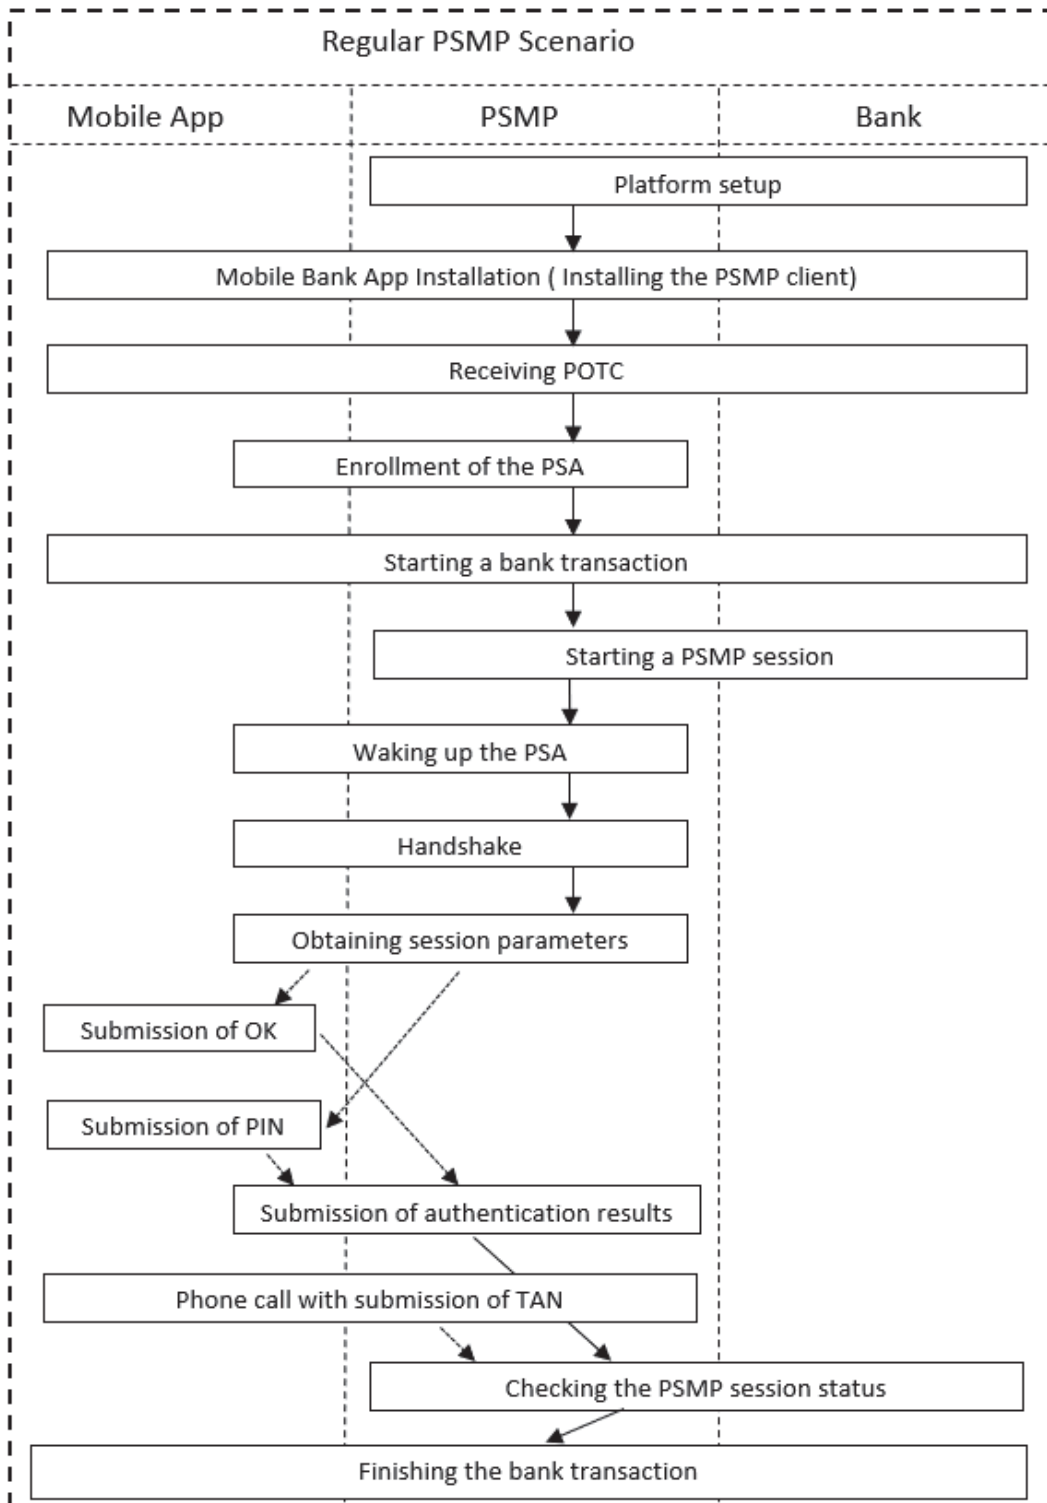 Regular PSMP Scenario
Mobile App
PSMP
Bank
Platform setup
Mobile Bank App Installation ( Installing the PSMP client)
Receiving POTC
Enrollment of the PSA
Starting a bank transaction
Starting a PSMP session
Waking up the PSA
Handshake
Obtaining session parameters
Submission of OK
Submission of PIN
Submission of authentication results
Phone call with submission of TAN
Checking the PSMP session status
Finishing the bank transaction